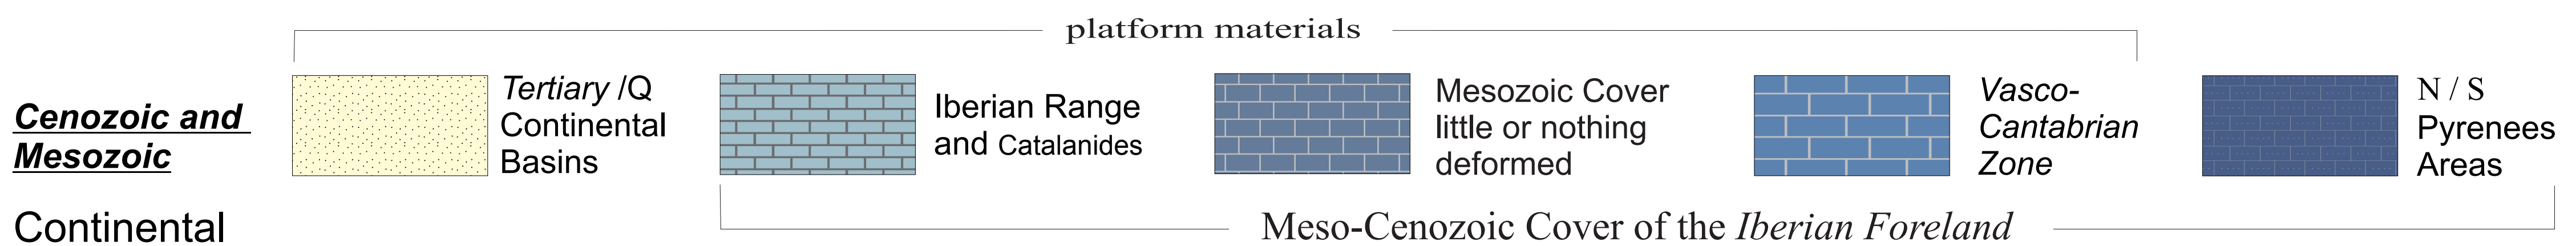 platform materials
Cenozoic and
Mesozoic
Tertiary /Q
Continental
Basins
Iberian Range
and Catalanides
Mesozoic Cover
little or nothing
deformed
Vasco-
Cantabrian
Zone
N / S
Pyrenees
Areas
Continental
Meso-Cenozoic Cover of the Iberian Foreland